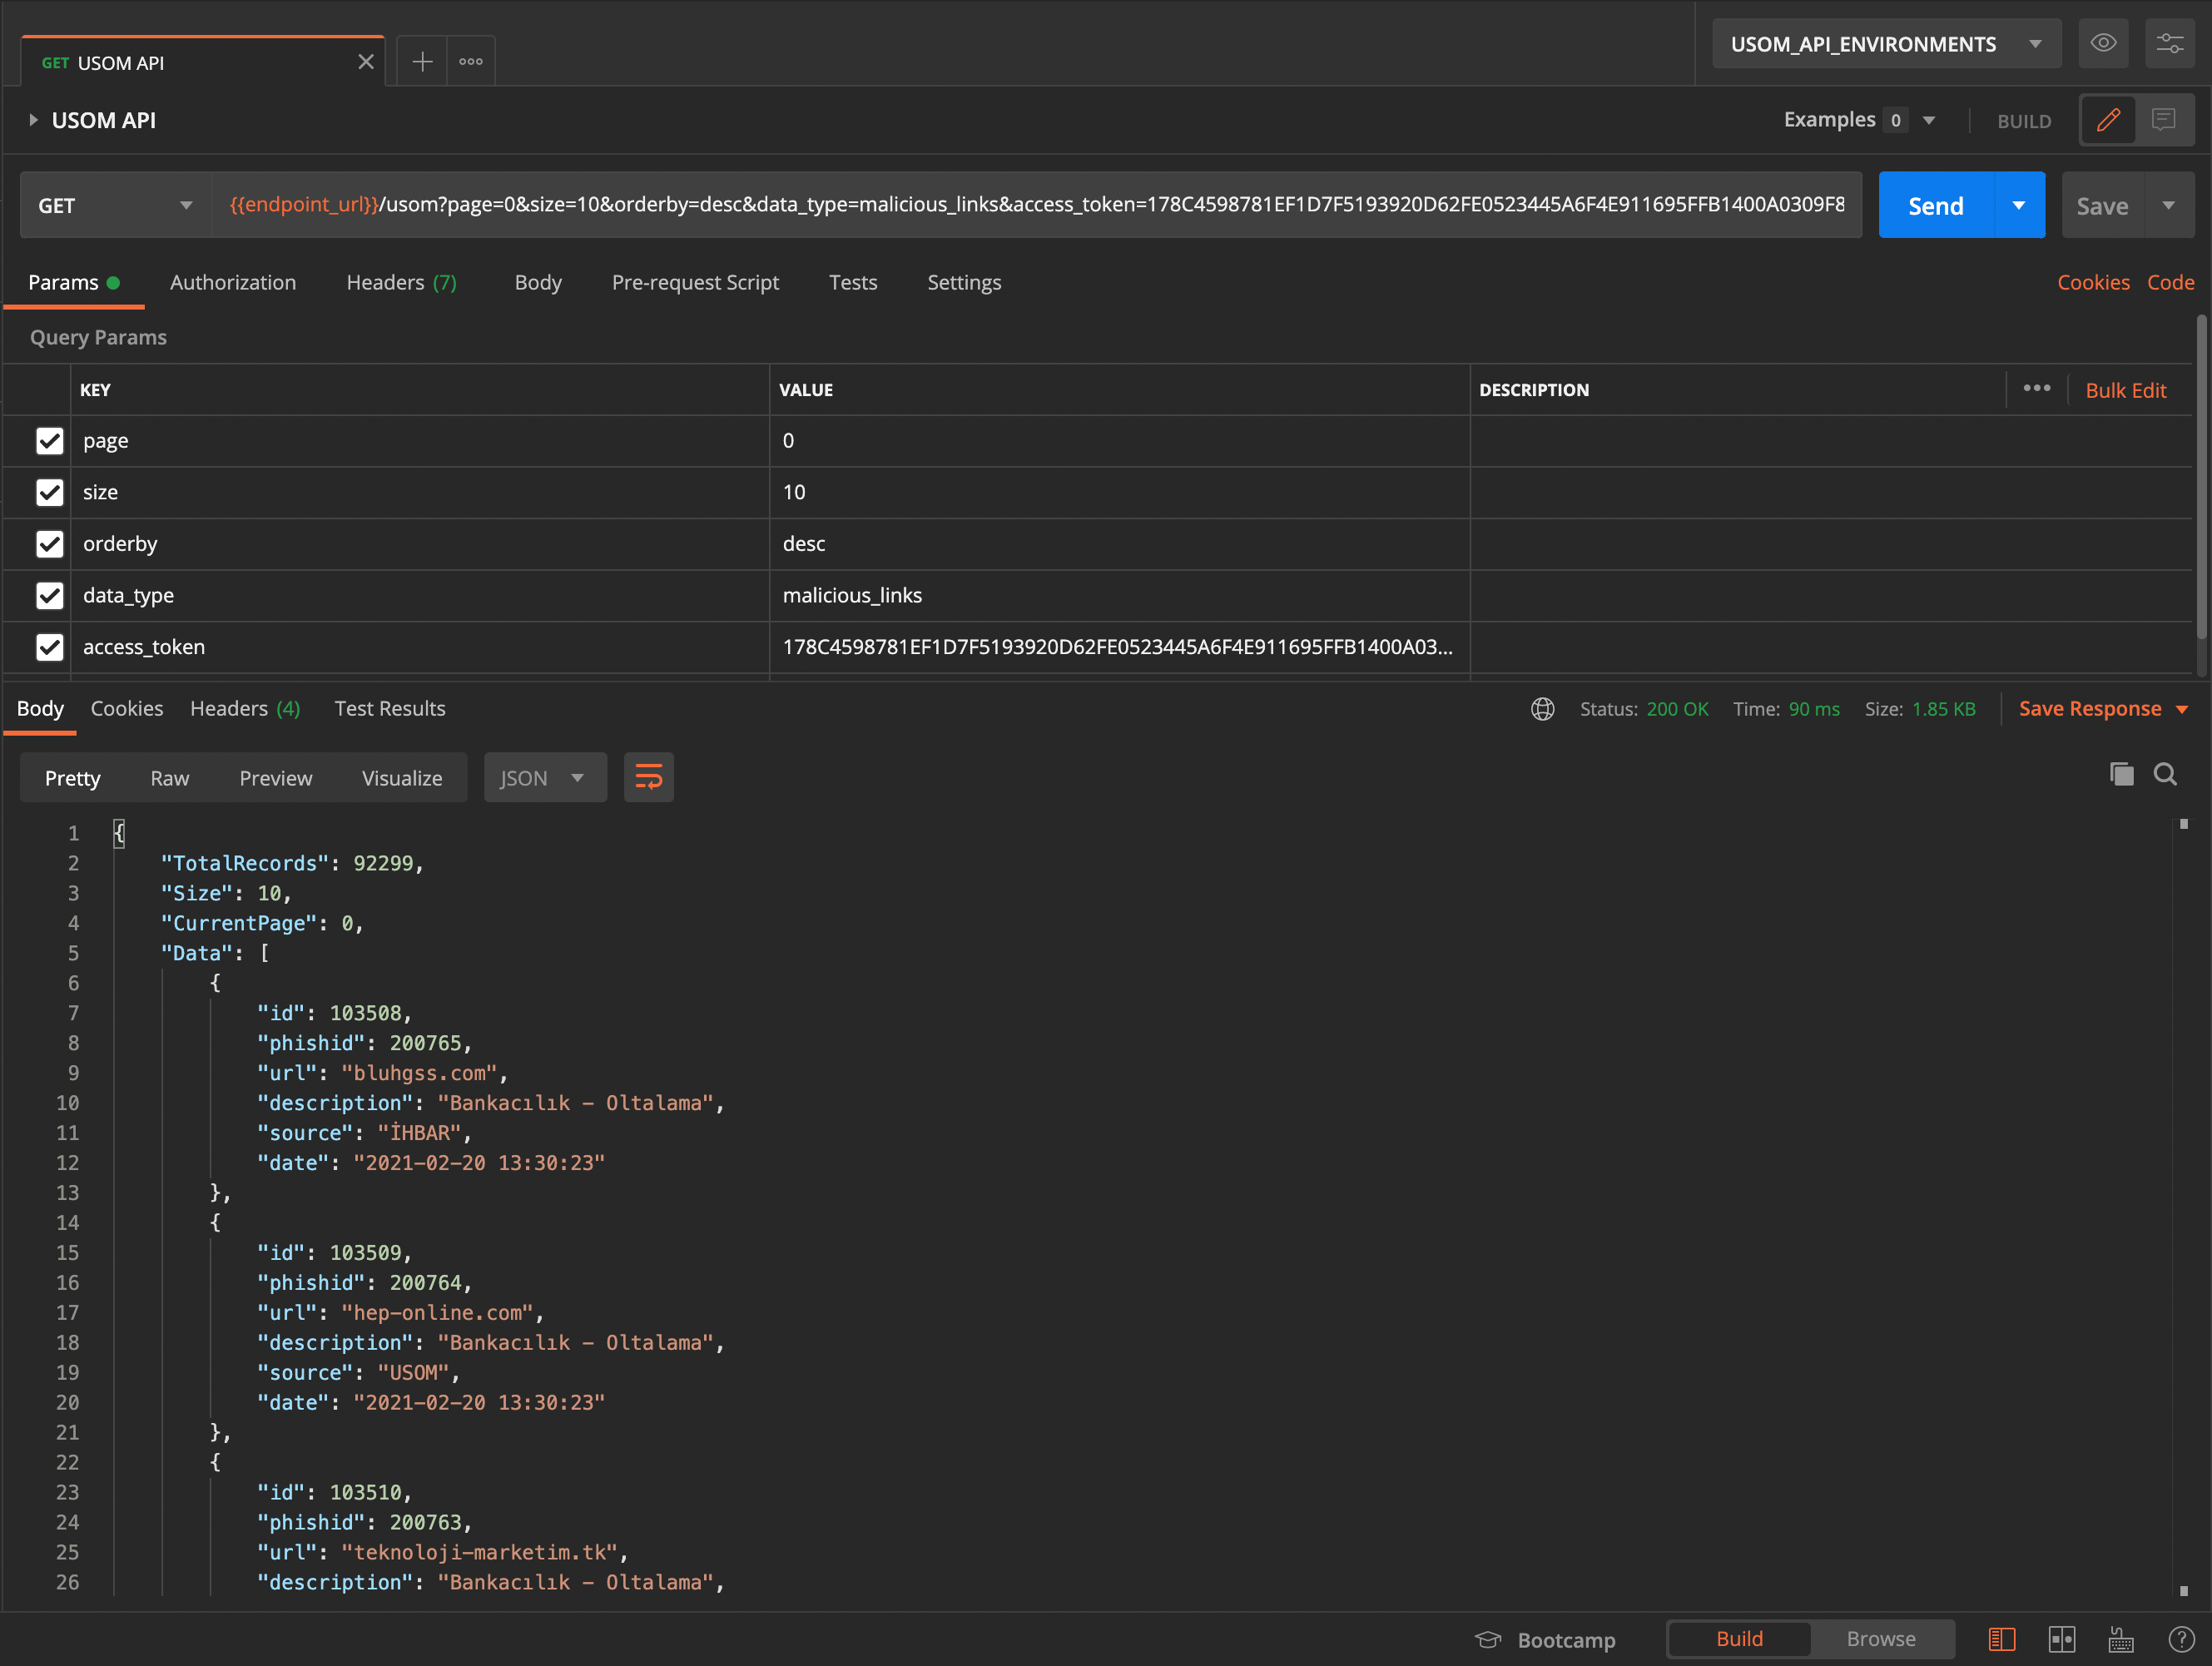 GET USOM API
USOM_API_ENVIRONMENTS
USOM API
Examples 0
BUILD
GET
{{endpoint_url}}/usom?page=0&size=10&orderby=desc&data_type=malicious_links&access_token=178C4598781EF1D7F5193920D62FE0523445A6F4E911695FFB1400A0309F8
Send
Save
Params Authorization Headers (7) Body Pre-request Script Tests Settings
Cookies Code
Query Params
KEY VALUE DESCRIPTION
Bulk Edit
page 0
size 10
orderby desc
data_type malicious_links
access_token 178C4598781EF1D7F5193920D62FE0523445A6F4E911695FFB1400A03...
Body Cookies Headers (4) Test Results
Status: 200 OK Time: 90 ms Size: 1.85 KB
Save Response
Pretty Raw Preview Visualize
JSON
1 {
2 "TotalRecords": 92299,
3 "Size": 10,
4 "CurrentPage": 0,
5 "Data": [
6 {
7 "id": 103508,
8 "phishid": 200765,
9 "url": "bluhgss.com",
10 "description": "Bankacılık – Oltalama",
11 "source": "İHBAR",
12 "date": "2021-02-20 13:30:23"
13 },
14 {
15 "id": 103509,
16 "phishid": 200764,
17 "url": "hep-online.com",
18 "description": "Bankacılık – Oltalama",
19 "source": "USOM",
20 "date": "2021-02-20 13:30:23"
21 },
22 {
23 "id": 103510,
24 "phishid": 200763,
25 "url": "teknoloji-marketim.tk",
26 "description": "Bankacılık – Oltalama",
Bootcamp
Build Browse